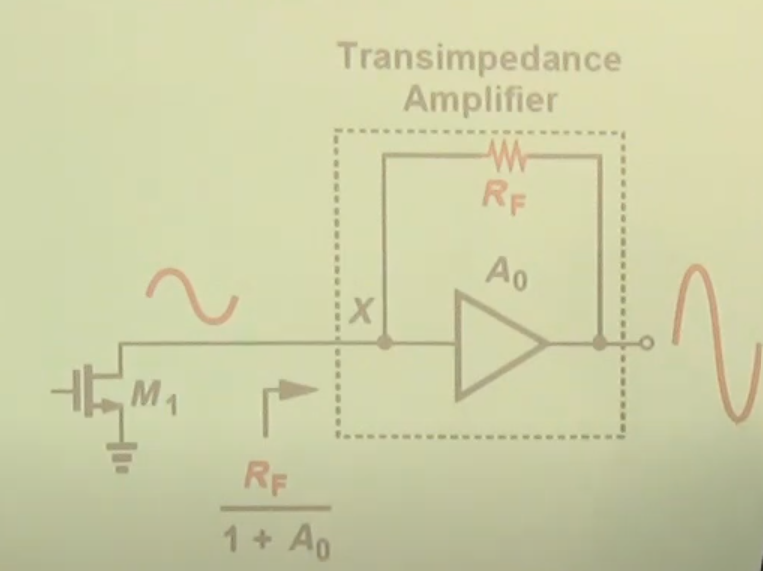 Transimpedance
Amplifier
R_F
A_0
X
M_1
R_F
1 + A_0